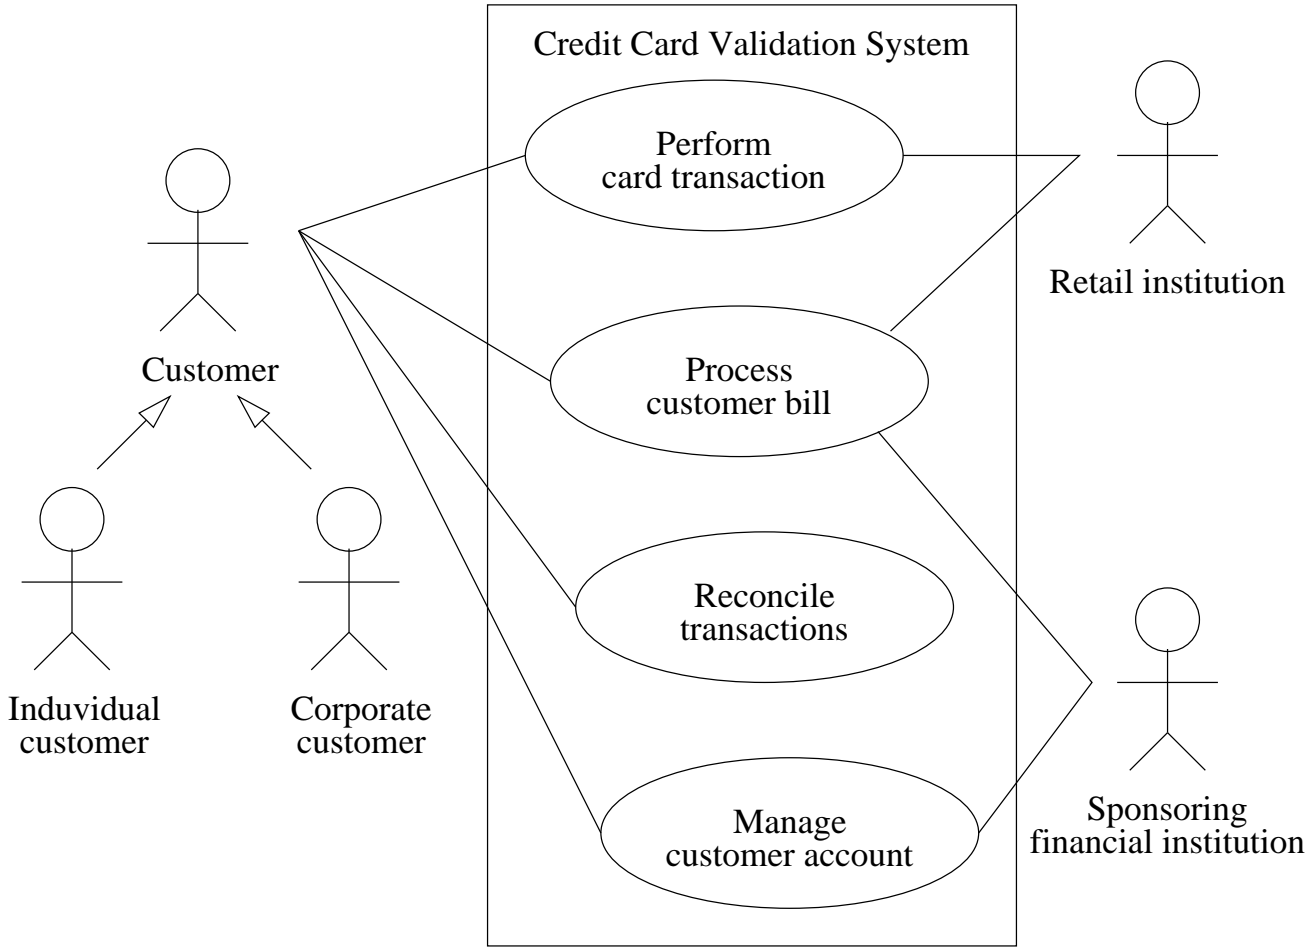 Credit Card Validation System
Perform
card transaction
Retail institution
Customer
Process
customer bill
Reconcile
transactions
Induvidual
customer
Corporate
customer
Manage
customer account
Sponsoring
financial institution